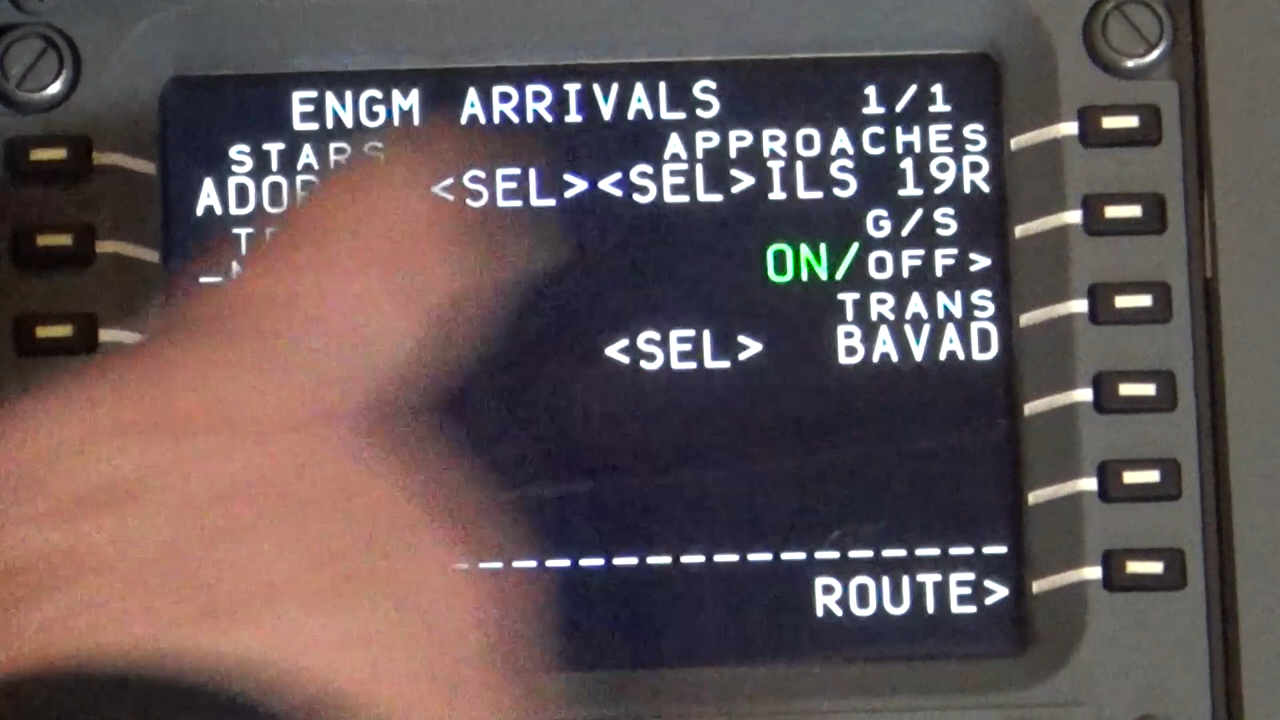 ENGM ARRIVALS 1/1
STARS APPROACHES
<SEL><SEL>ILS 19R
G/S
ON/OFF>
TRANS
<SEL> BAVAD
------------------
ROUTE>